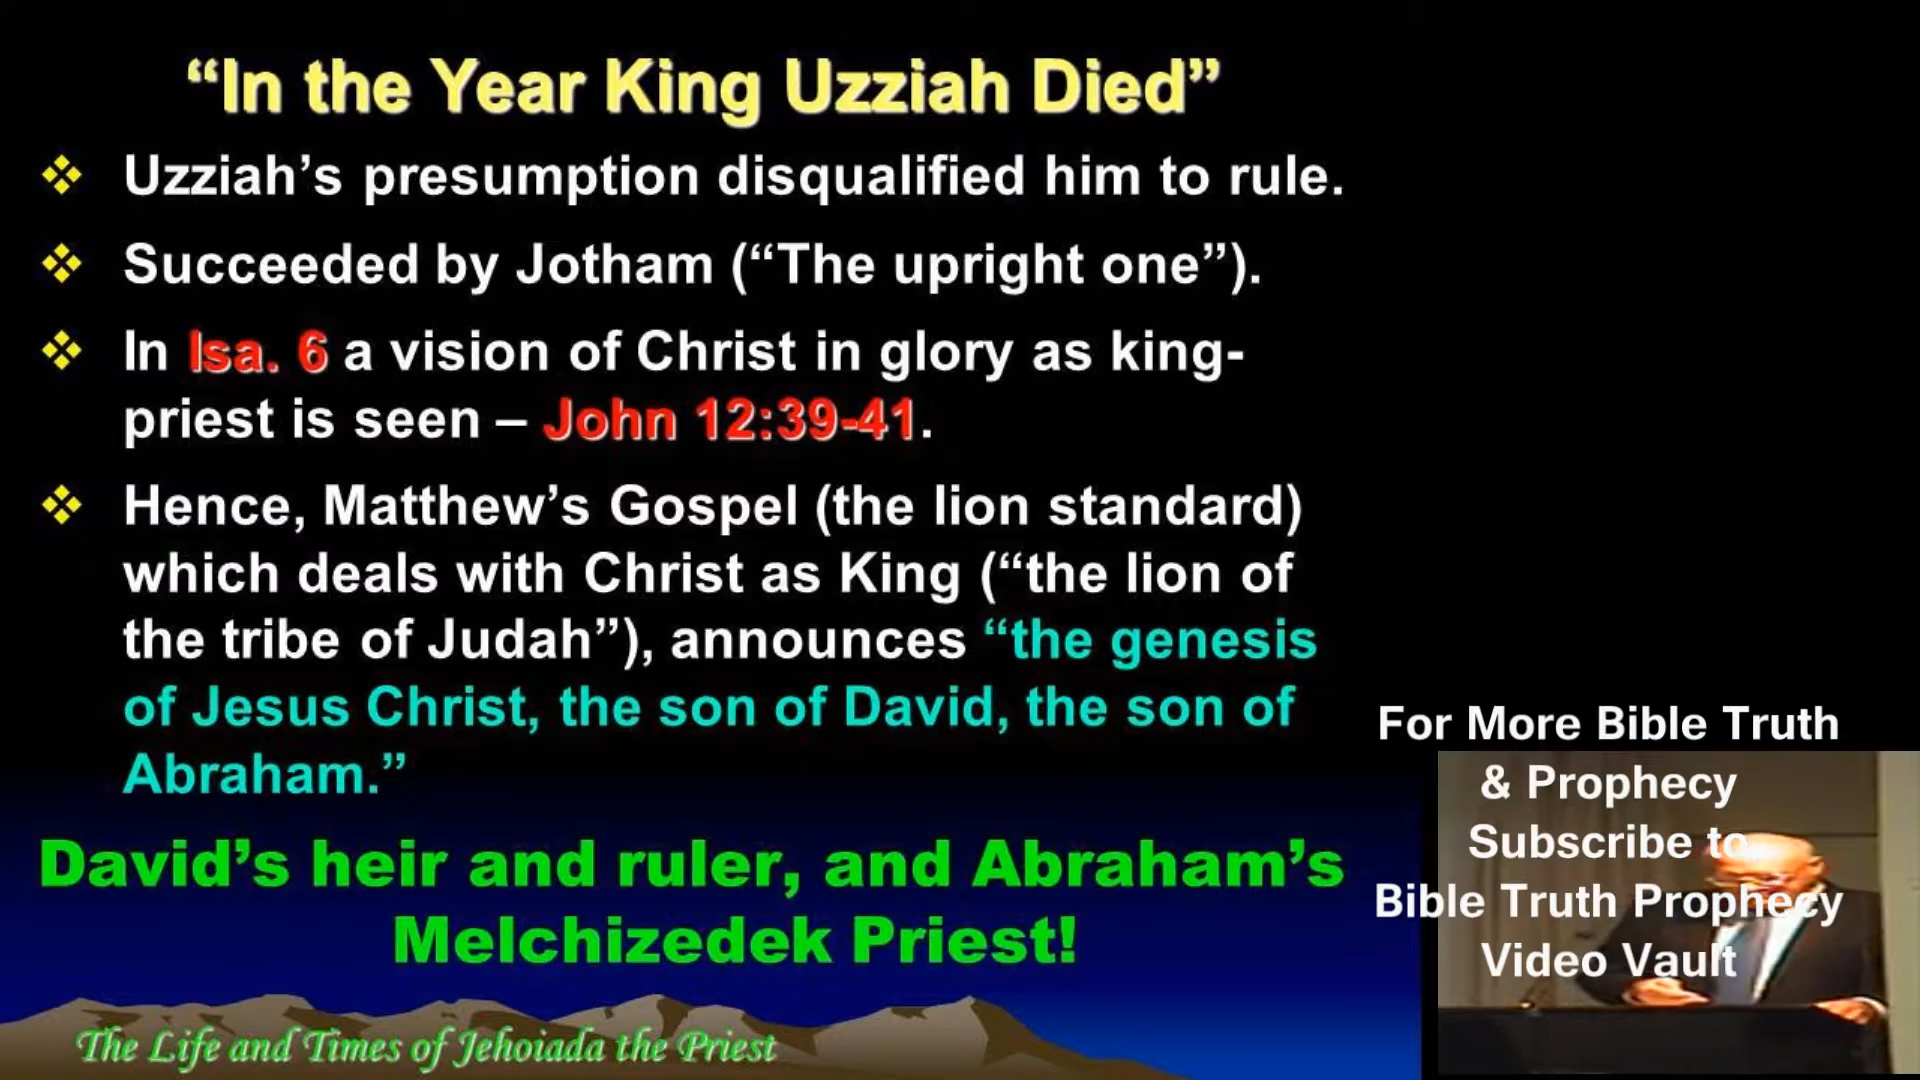 “In the Year King Uzziah Died”
❖ Uzziah’s presumption disqualified him to rule.
❖ Succeeded by Jotham (“The upright one”).
❖ In Isa. 6 a vision of Christ in glory as king-
priest is seen – John 12:39-41.
❖ Hence, Matthew’s Gospel (the lion standard)
which deals with Christ as King (“the lion of
the tribe of Judah”), announces “the genesis
of Jesus Christ, the son of David, the son of
Abraham.”
David’s heir and ruler, and Abraham’s
Melchizedek Priest!
The Life and Times of Jehoiada the Priest
For More Bible Truth
& Prophecy
Subscribe to
Bible Truth Prophecy
Video Vault